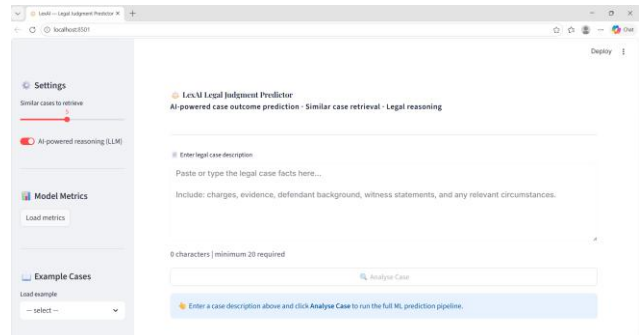 LexAI — Legal Judgment Predictor
localhost:8501
Chat
Deploy
Settings
Similar cases to retrieve
5
AI-powered reasoning (LLM)
Model Metrics
Load metrics
Example Cases
Load example
-- select --
LexAI Legal Judgment Predictor
AI-powered case outcome prediction · Similar case retrieval · Legal reasoning
Enter legal case description
Paste or type the legal case facts here...
Include: charges, evidence, defendant background, witness statements, and any relevant circumstances.
0 characters | minimum 20 required
Analyse Case
Enter a case description above and click Analyse Case to run the full ML prediction pipeline.